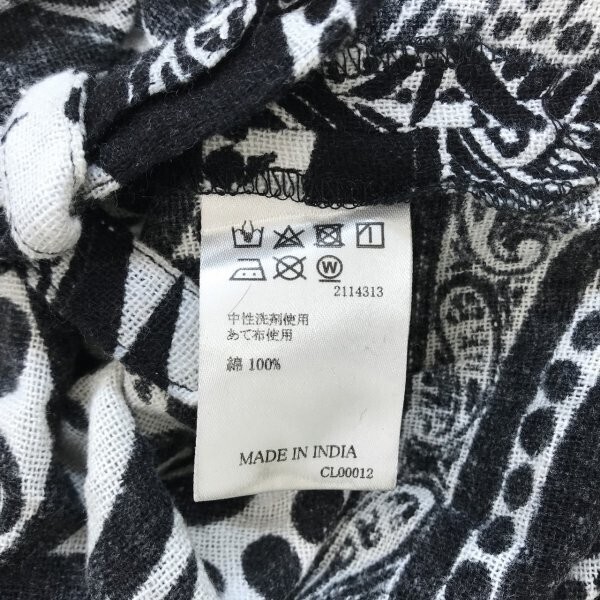 W
2114313
中性洗剤使用
あて布使用
綿 100%
MADE IN INDIA
CL00012